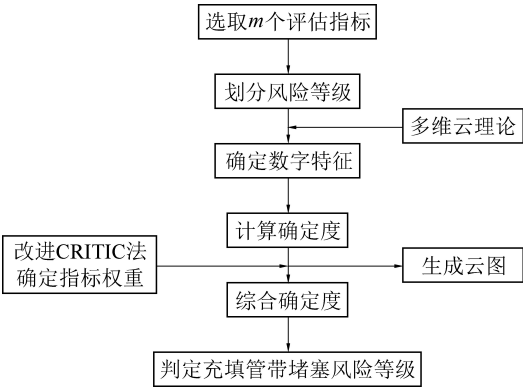 选取m个评估指标
划分风险等级
多维云理论
确定数字特征
计算确定度
改进CRITIC法
确定指标权重
生成云图
综合确定度
判定充填管带堵塞风险等级